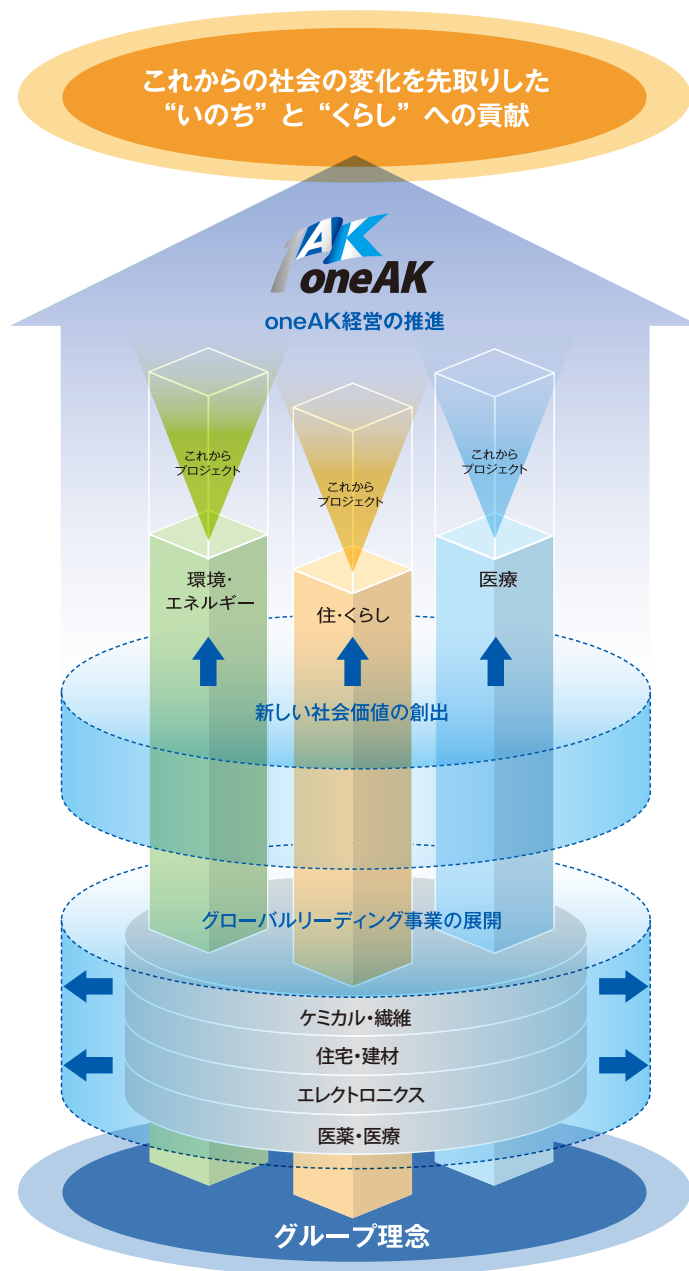 これからの社会の変化を先取りした
“いのち” と “くらし” への貢献
1AK
oneAK
oneAK経営の推進
これから
プロジェクト
これから
プロジェクト
これから
プロジェクト
環境・
エネルギー
住・くらし
医療
新しい社会価値の創出
グローバルリーディング事業の展開
ケミカル・繊維
住宅・建材
エレクトロニクス
医薬・医療
グループ理念